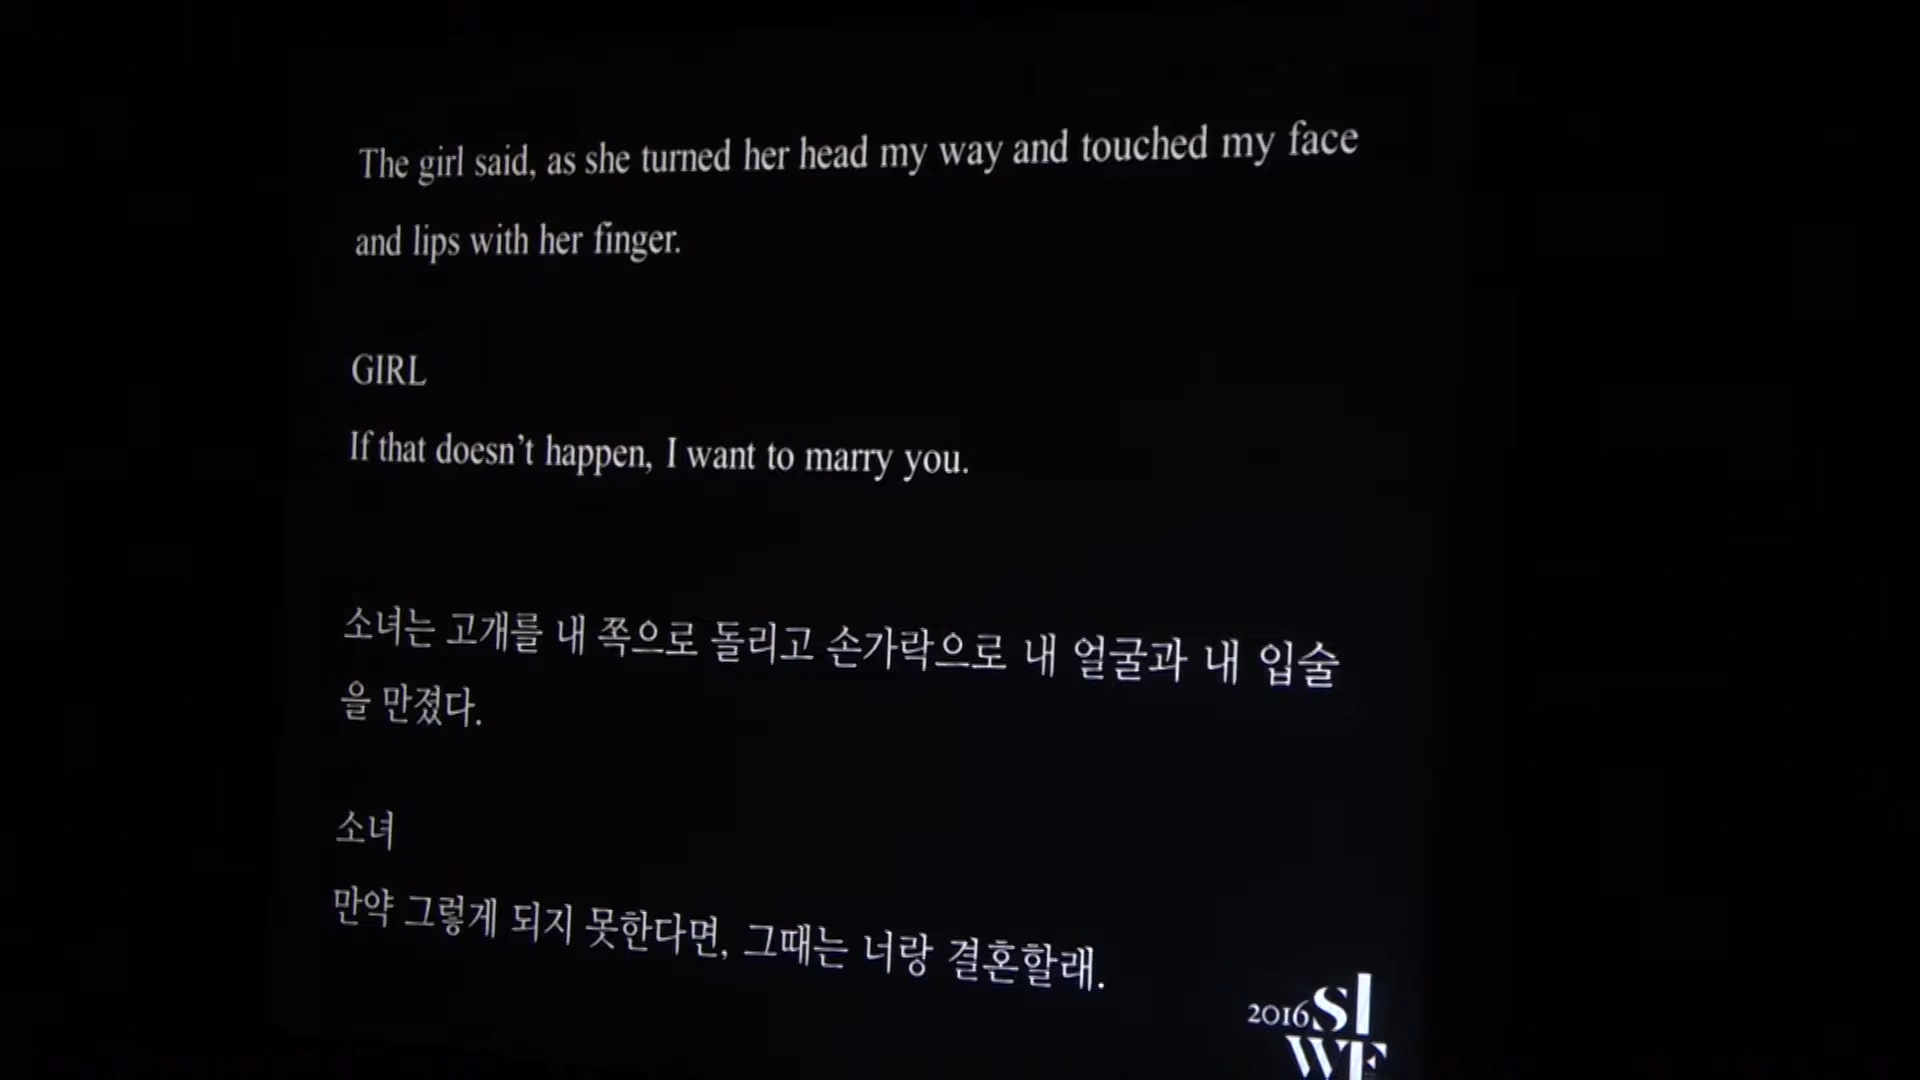 The girl said, as she turned her head my way and touched my face
and lips with her finger.
GIRL
If that doesn't happen, I want to marry you.
소녀는 고개를 내 쪽으로 돌리고 손가락으로 내 얼굴과 내 입술
을 만졌다.
소녀
만약 그렇게 되지 못한다면, 그때는 너랑 결혼할래.
2016 SI
WF